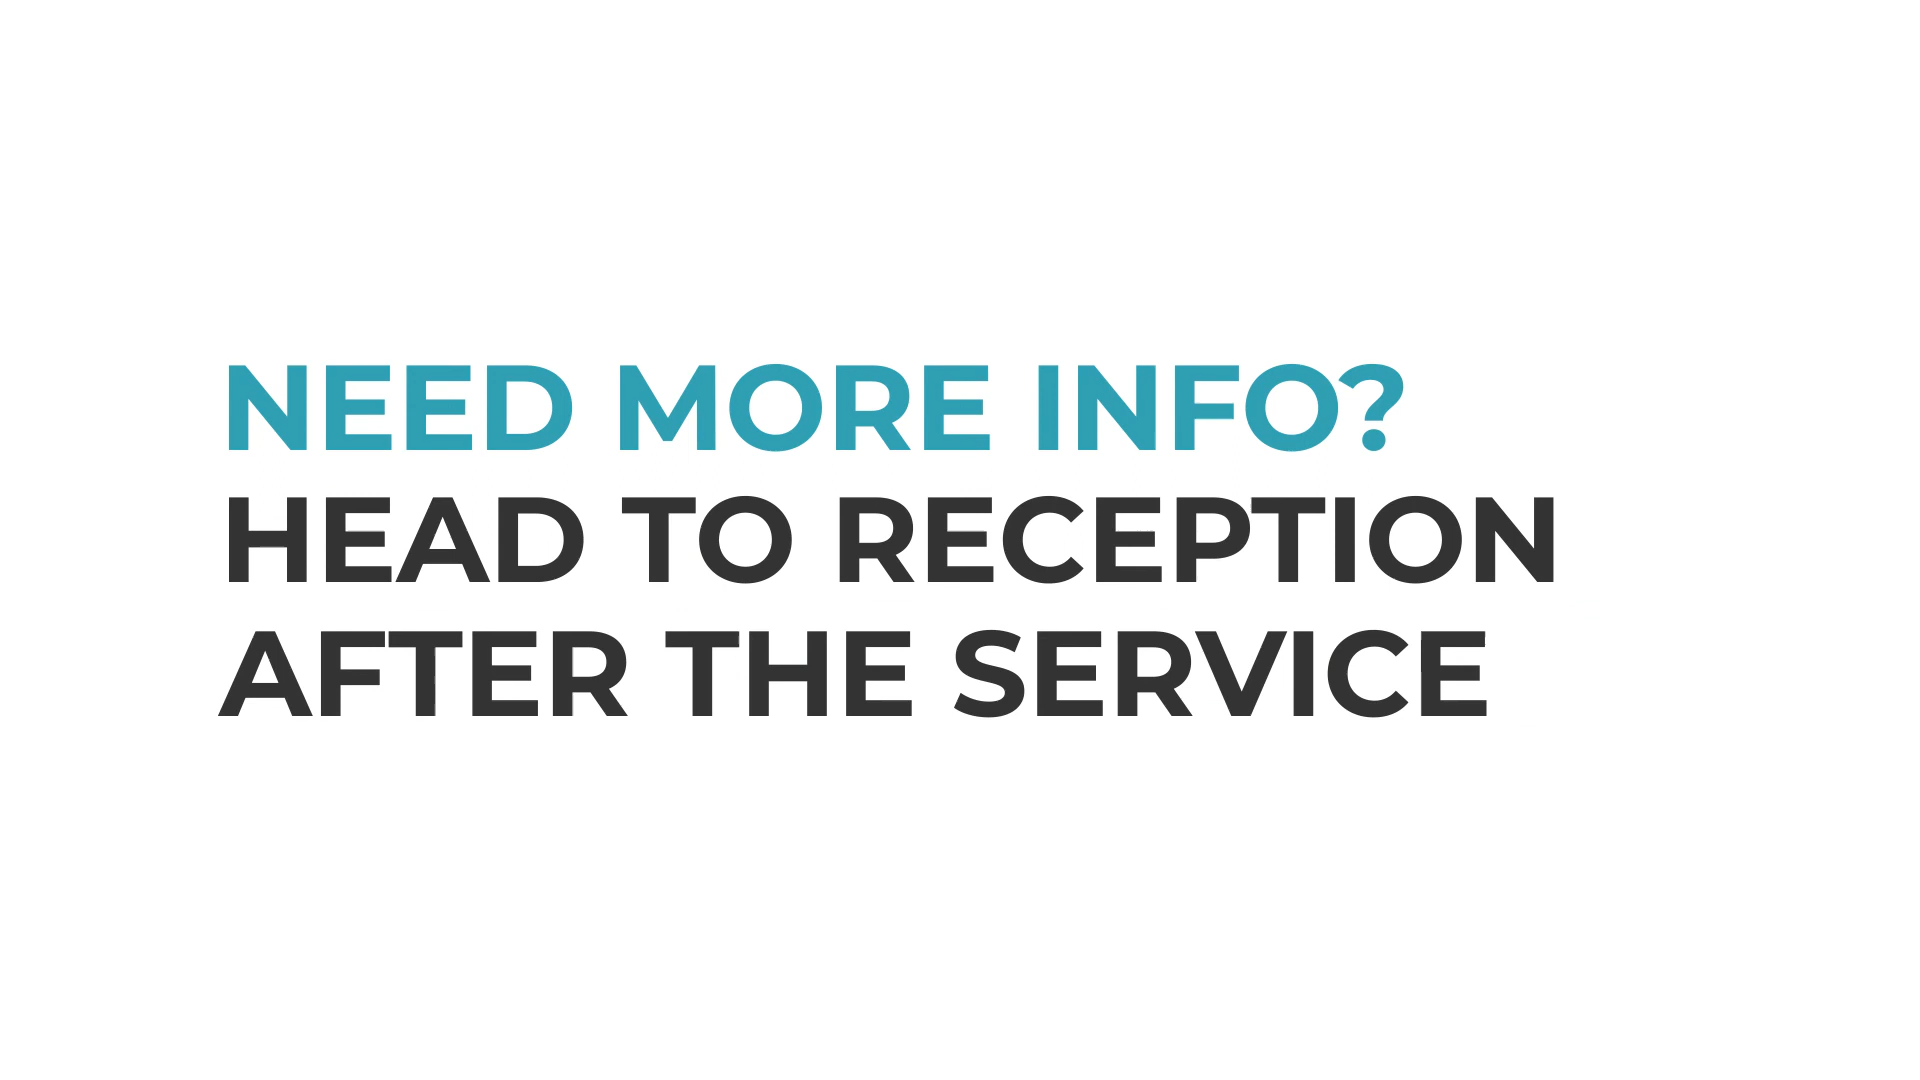 NEED MORE INFO?
HEAD TO RECEPTION
AFTER THE SERVICE